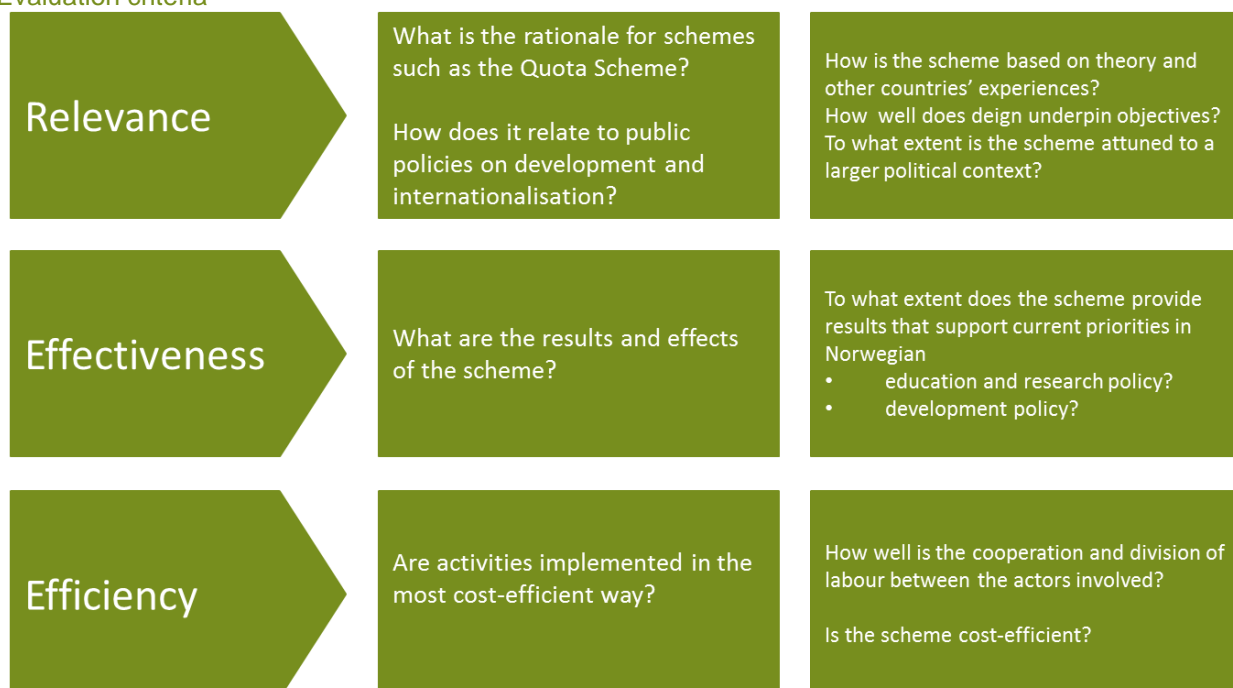 Evaluation criteria
Relevance
What is the rationale for schemes
such as the Quota Scheme?
How does it relate to public
policies on development and
internationalisation?
How is the scheme based on theory and
other countries’ experiences?
How well does deign underpin objectives?
To what extent is the scheme attuned to a
larger political context?
Effectiveness
What are the results and effects
of the scheme?
To what extent does the scheme provide
results that support current priorities in
Norwegian
• education and research policy?
• development policy?
Efficiency
Are activities implemented in the
most cost-efficient way?
How well is the cooperation and division of
labour between the actors involved?
Is the scheme cost-efficient?